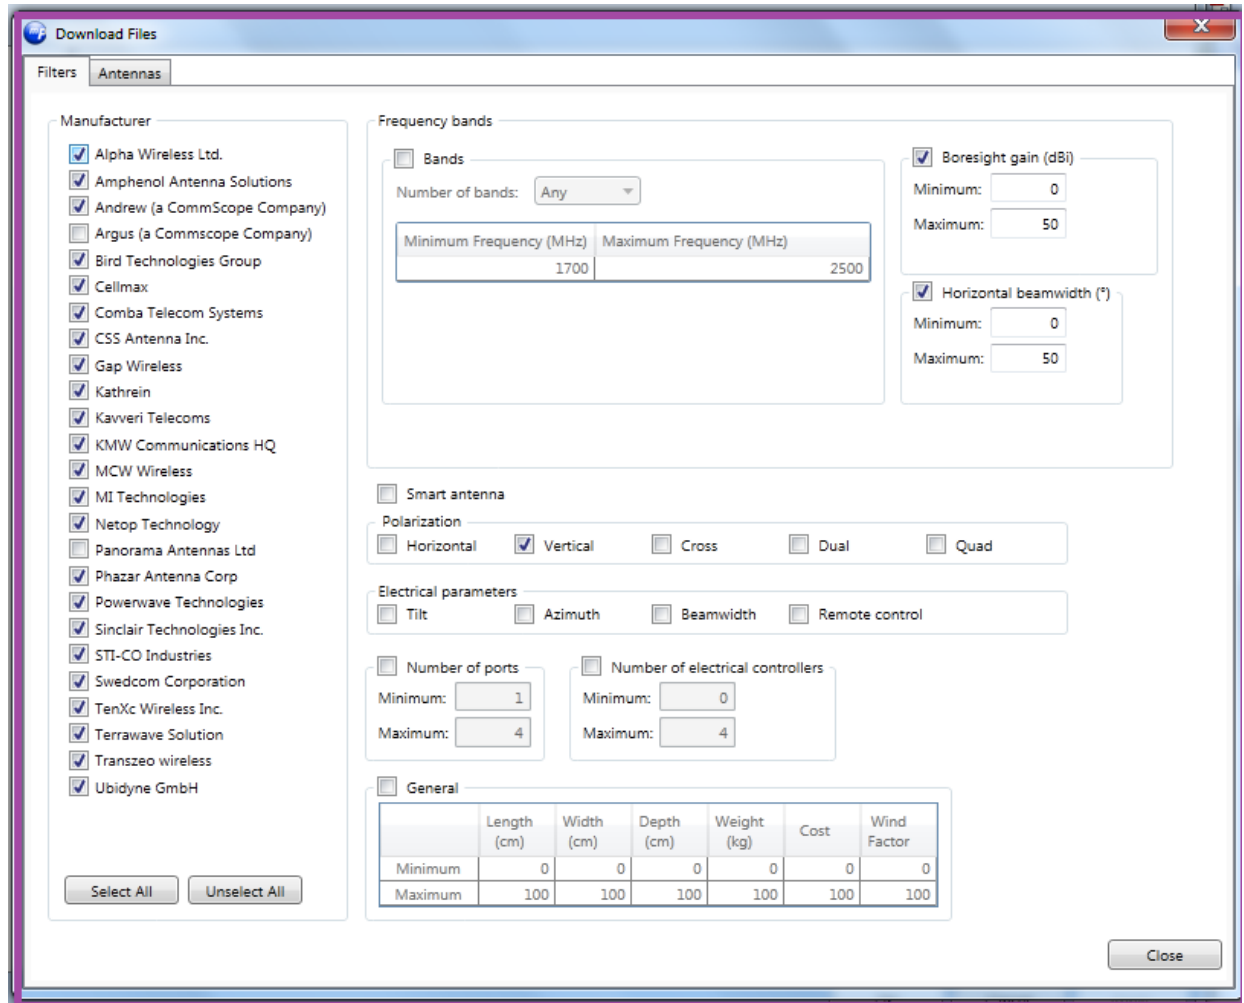 Download Files
Filters
Antennas
Manufacturer
Alpha Wireless Ltd.
Amphenol Antenna Solutions
Andrew (a CommScope Company)
Argus (a Commscope Company)
Bird Technologies Group
Cellmax
Comba Telecom Systems
CSS Antenna Inc.
Gap Wireless
Kathrein
Kavveri Telecoms
KMW Communications HQ
MCW Wireless
MI Technologies
Netop Technology
Panorama Antennas Ltd
Phazar Antenna Corp
Powerwave Technologies
Sinclair Technologies Inc.
STI-CO Industries
Swedcom Corporation
TenXc Wireless Inc.
Terrawave Solution
Transzeo wireless
Ubidyne GmbH
Select All
Unselect All
Frequency bands
Bands
Number of bands: Any
Minimum Frequency (MHz) Maximum Frequency (MHz)
1700 2500
Boresight gain (dBi)
Minimum: 0
Maximum: 50
Horizontal beamwidth (°)
Minimum: 0
Maximum: 50
Smart antenna
Polarization
Horizontal Vertical Cross Dual Quad
Electrical parameters
Tilt Azimuth Beamwidth Remote control
Number of ports
Minimum: 1
Maximum: 4
Number of electrical controllers
Minimum: 0
Maximum: 4
General
Length (cm) Width (cm) Depth (cm) Weight (kg) Cost Wind Factor
Minimum 0 0 0 0 0 0
Maximum 100 100 100 100 100 100
Close